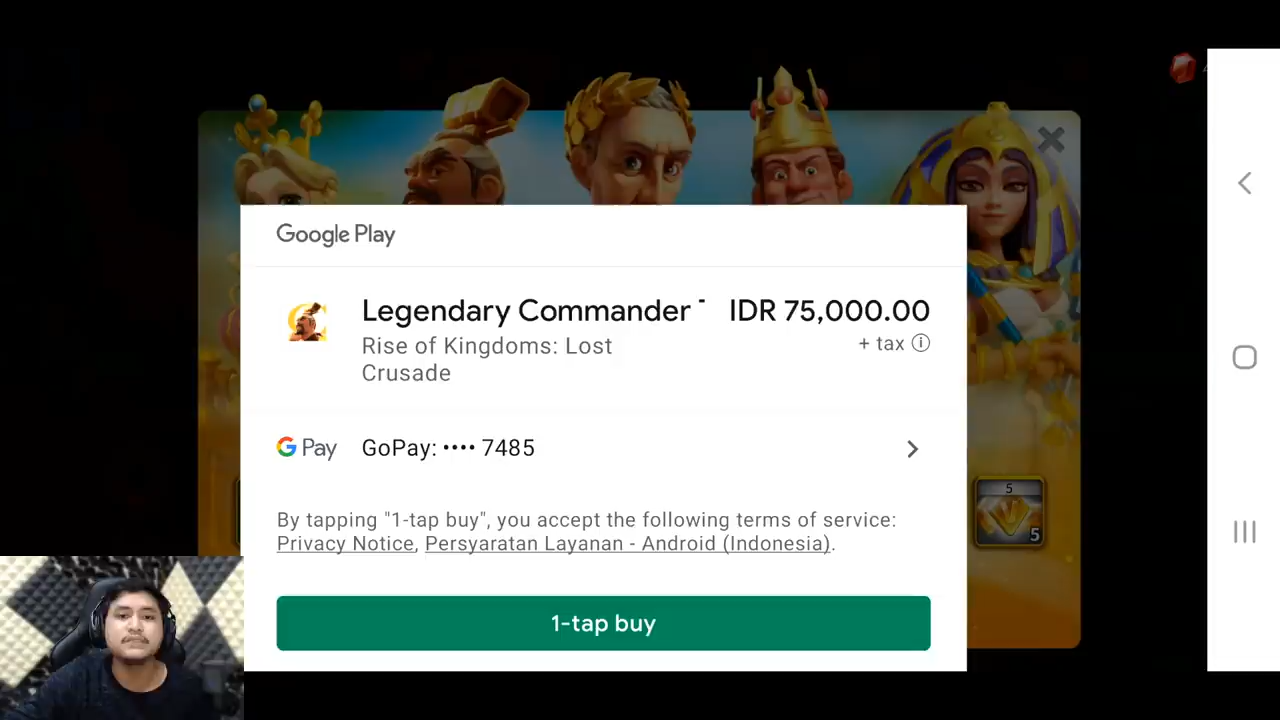 Google Play
Legendary Commander
IDR 75,000.00
Rise of Kingdoms: Lost
Crusade
+ tax
G Pay
GoPay: •••• 7485
By tapping "1-tap buy", you accept the following terms of service:
Privacy Notice, Persyaratan Layanan - Android (Indonesia).
1-tap buy
5
5